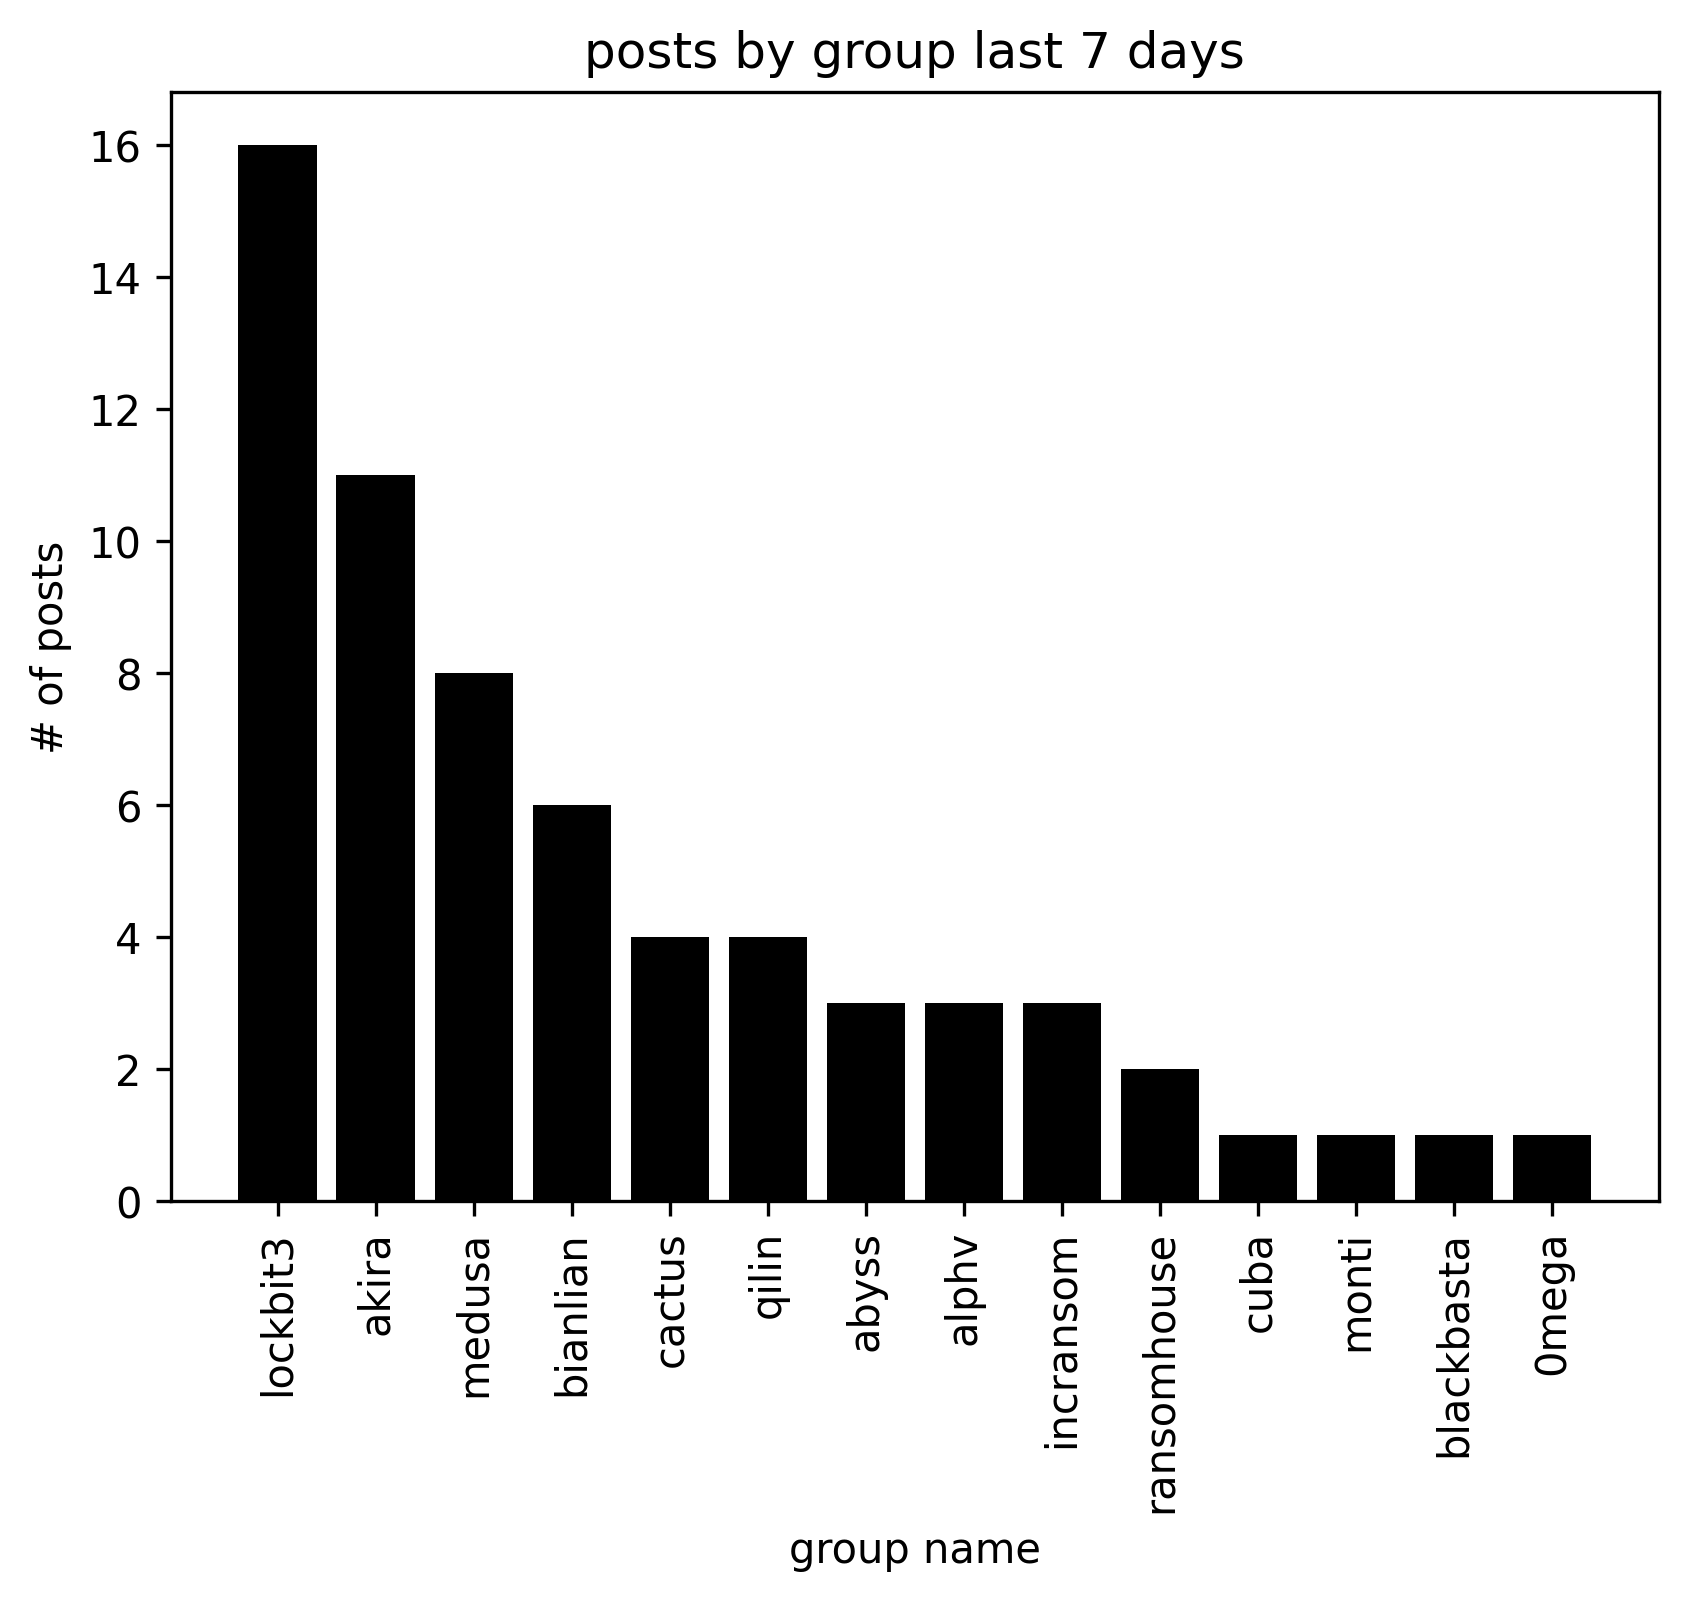 posts by group last 7 days
# of posts
16
14
12
10
8
6
4
2
0
lockbit3
akira
medusa
bianlian
cactus
qilin
abyss
alphv
incransom
ransomhouse
cuba
monti
blackbasta
0mega
group name